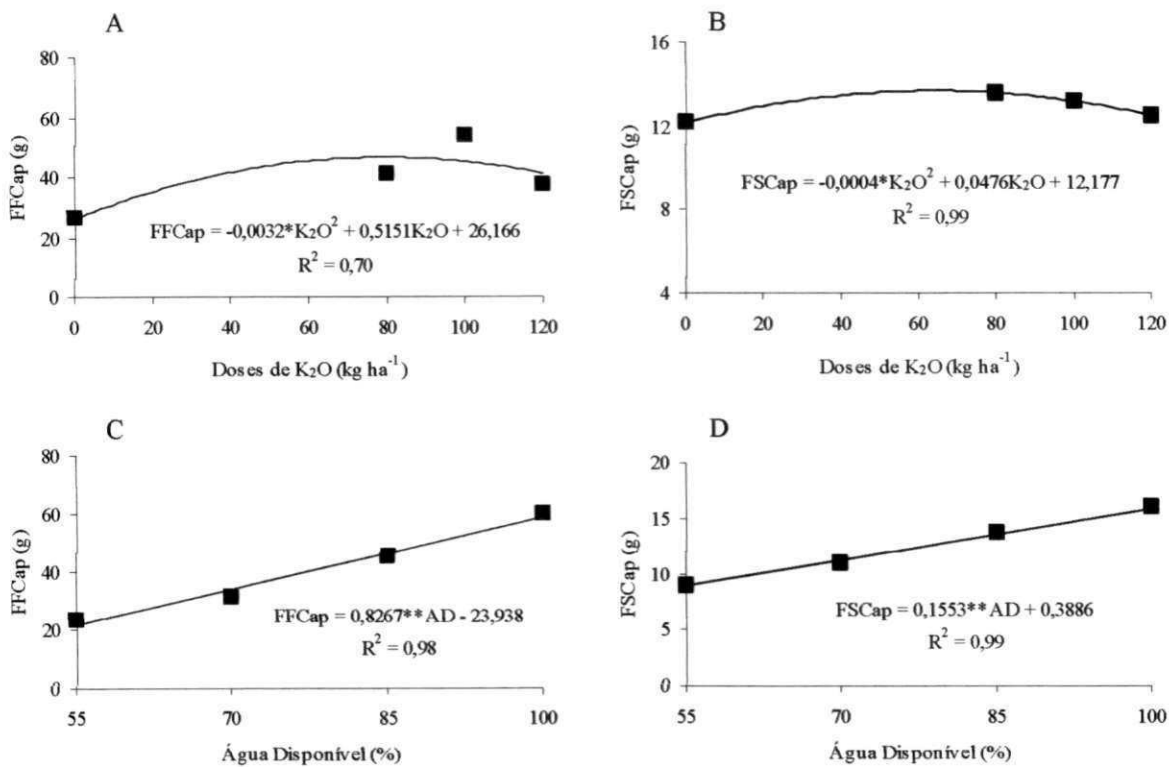 A
80
60
40
20
0
FFCap (g)
FFCap = -0,0032*K₂O² + 0,5151K₂O + 26,166
R² = 0,70
0 20 40 60 80 100 120
Doses de K₂O (kg ha⁻¹)
B
16
12
8
4
FSCap (g)
FSCap = -0,0004*K₂O² + 0,0476K₂O + 12,177
R² = 0,99
0 20 40 60 80 100 120
Doses de K₂O (kg ha⁻¹)
C
80
60
40
20
0
FFCap (g)
FFCap = 0,8267**AD - 23,938
R² = 0,98
55 70 85 100
Água Disponível (%)
D
20
15
10
5
0
FSCap (g)
FSCap = 0,1553**AD + 0,3886
R² = 0,99
55 70 85 100
Água Disponível (%)